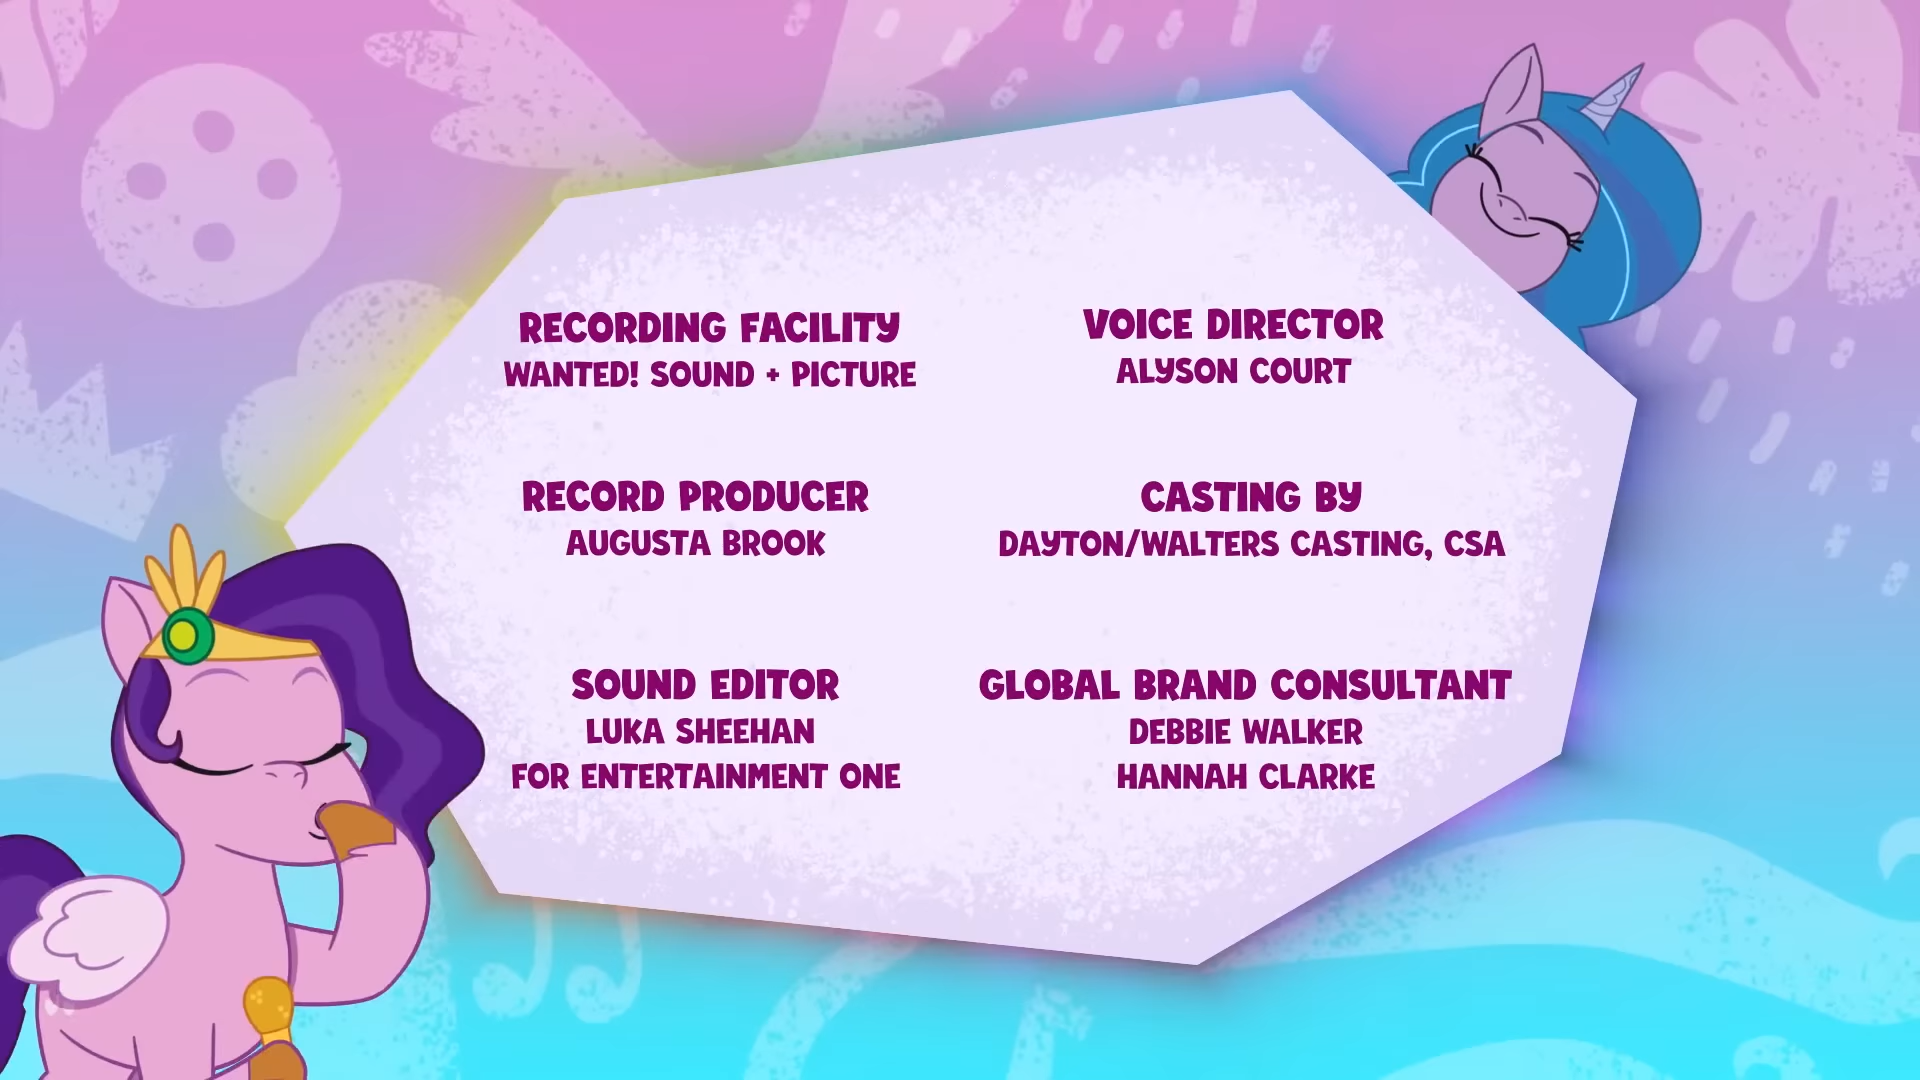 RECORDING FACILITY
WANTED! SOUND + PICTURE
VOICE DIRECTOR
ALYSON COURT
RECORD PRODUCER
AUGUSTA BROOK
CASTING BY
DAYTON/WALTERS CASTING, CSA
SOUND EDITOR
LUKA SHEEHAN
FOR ENTERTAINMENT ONE
GLOBAL BRAND CONSULTANT
DEBBIE WALKER
HANNAH CLARKE